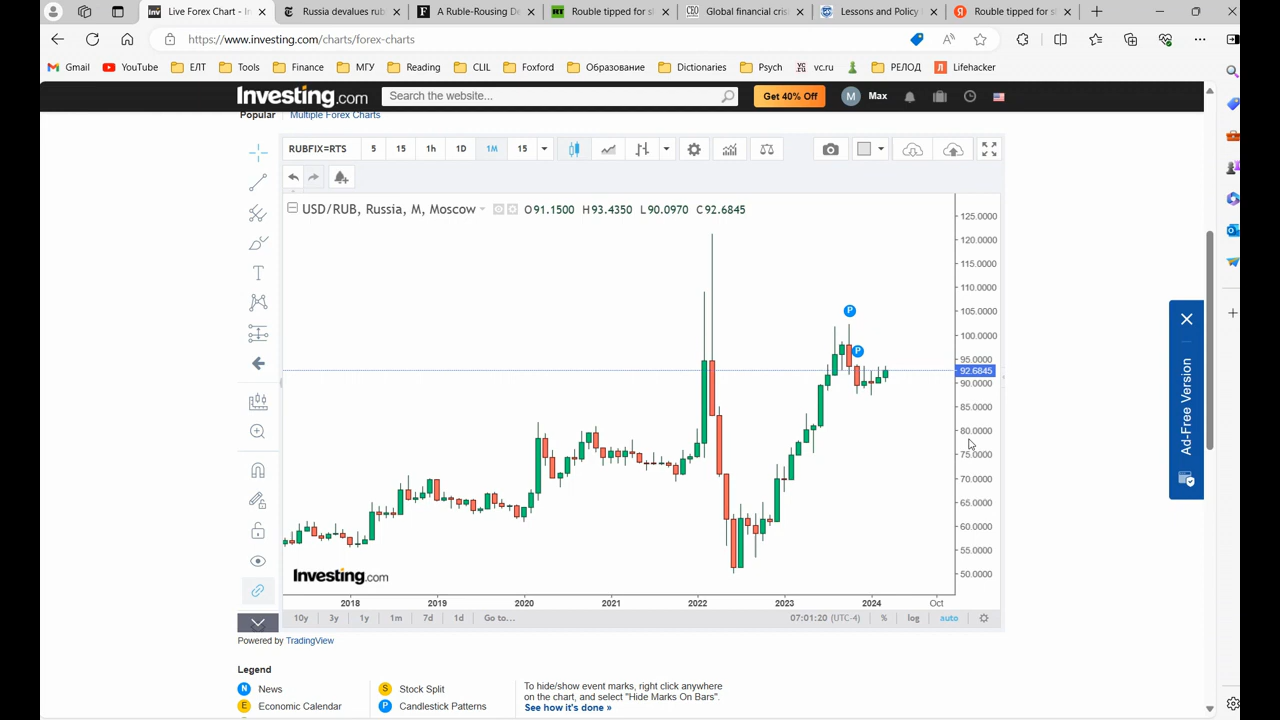 Live Forex Chart - In
Russia devalues rub
A Ruble-Rousing De
Rouble tipped for sl
Global financial cris
Loans and Policy
Rouble tipped for sl
https://www.investing.com/charts/forex-charts
Gmail YouTube ЕЛТ Tools Finance МГУ Reading CLIL Foxford Образование Dictionaries Psych vc.ru РЕЛОД Lifehacker
Investing.com Search the website... Get 40% Off M Max
Popular Multiple Forex Charts
RUBFIX=RTS 5 15 1h 1D 1M 15
USD/RUB, Russia, M, Moscow O91.1500 H93.4350 L90.0970 C92.6845
125.0000
120.0000
115.0000
110.0000
105.0000
100.0000
95.0000
92.6845
90.0000
85.0000
80.0000
75.0000
70.0000
65.0000
60.0000
55.0000
50.0000
P
P
Ad-Free Version
Investing.com
2018 2019 2020 2021 2022 2023 2024 Oct
10y 3y 1y 1m 7d 1d Go to... 07:01:20 (UTC-4) % log auto
Powered by TradingView
Legend
N News
S Stock Split
E Economic Calendar
P Candlestick Patterns
To hide/show event marks, right click anywhere
on the chart, and select "Hide Marks On Bars".
See how it's done »